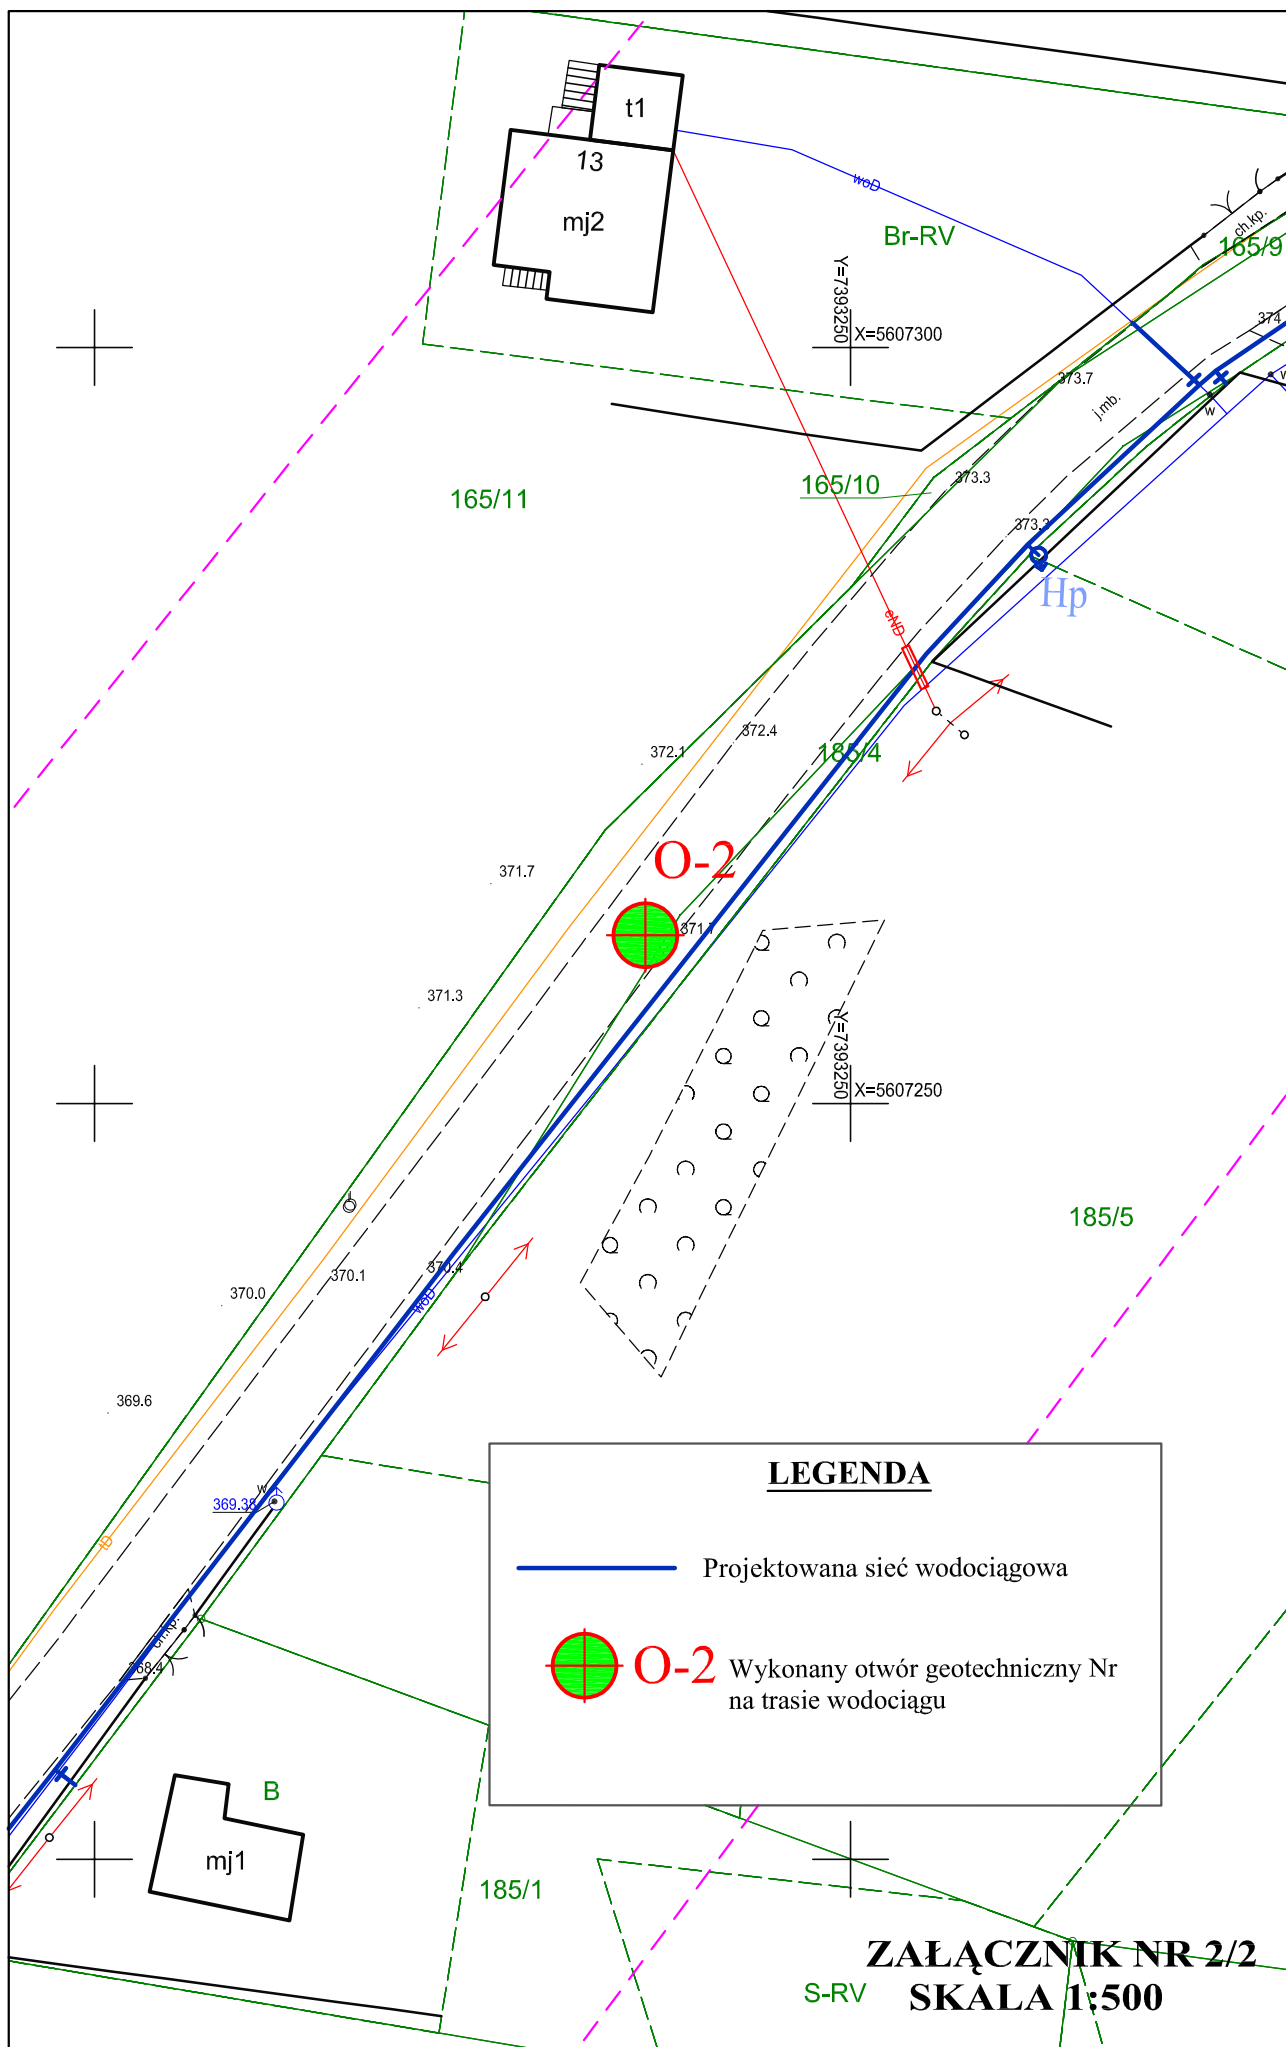 t1
13
mj2
woD
Br-RV
ch.kp.
165/9
Y=7393250
X=5607300
374
373.7
j.mb.
w
w
165/11
165/10
373.3
373.3
Hp
eND
372.1
372.4
185/4
O-2
371.7
371.7
371.3
Y=7393250
X=5607250
185/5
370.0
370.1
370.4
woD
369.6
w
369.38
tD
ch.kp.
368.4
LEGENDA
Projektowana sieć wodociągowa
O-2
Wykonany otwór geotechniczny Nr
na trasie wodociągu
B
mj1
185/1
S-RV
ZAŁĄCZNIK NR 2/2
SKALA 1:500